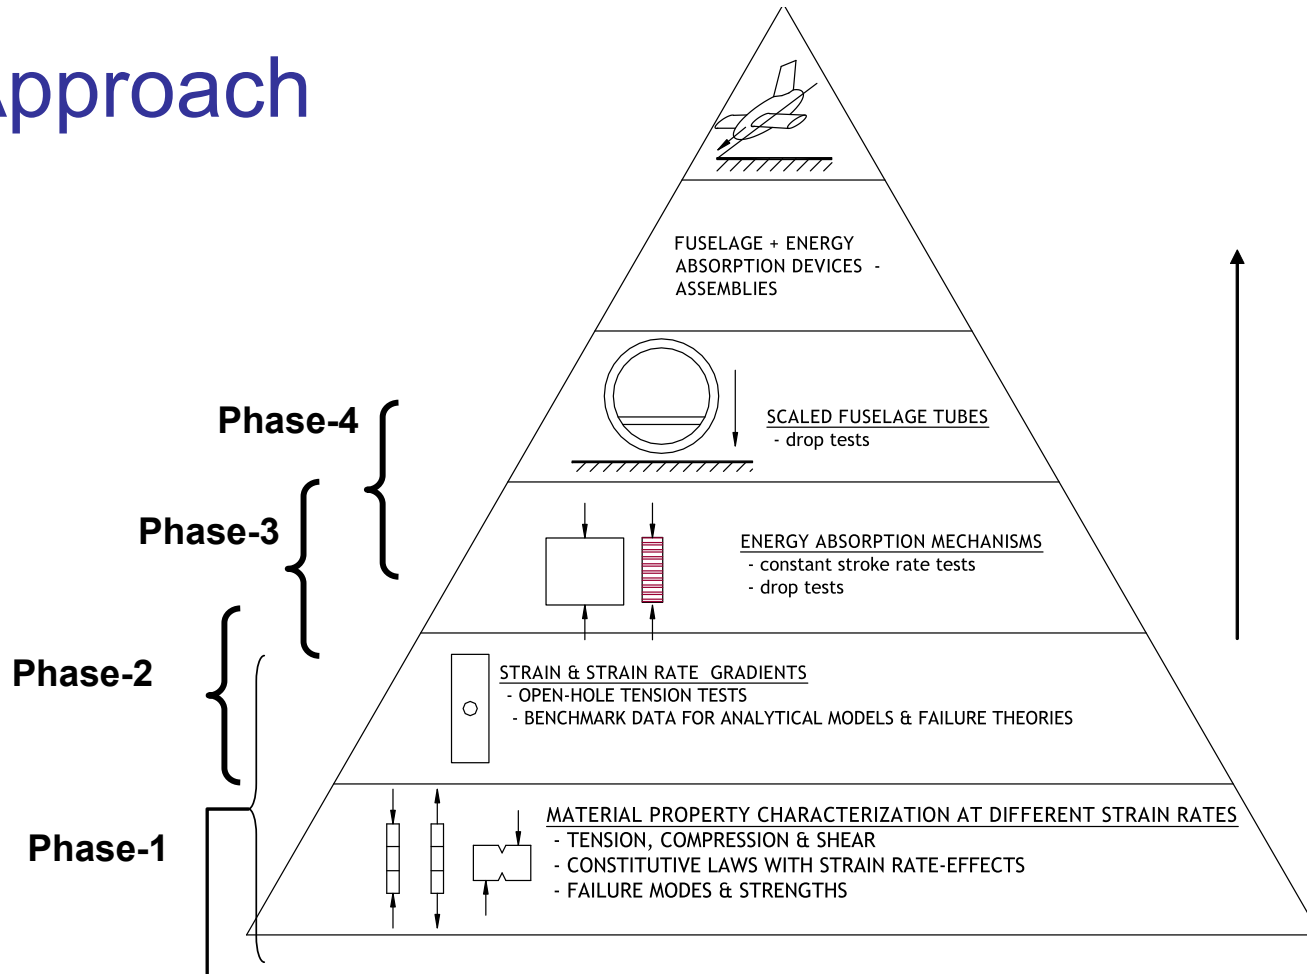 Approach
FUSELAGE + ENERGY
ABSORPTION DEVICES -
ASSEMBLIES
Phase-4
SCALED FUSELAGE TUBES
- drop tests
Phase-3
ENERGY ABSORPTION MECHANISMS
- constant stroke rate tests
- drop tests
Phase-2
STRAIN & STRAIN RATE GRADIENTS
- OPEN-HOLE TENSION TESTS
- BENCHMARK DATA FOR ANALYTICAL MODELS & FAILURE THEORIES
Phase-1
MATERIAL PROPERTY CHARACTERIZATION AT DIFFERENT STRAIN RATES
- TENSION, COMPRESSION & SHEAR
- CONSTITUTIVE LAWS WITH STRAIN RATE-EFFECTS
- FAILURE MODES & STRENGTHS